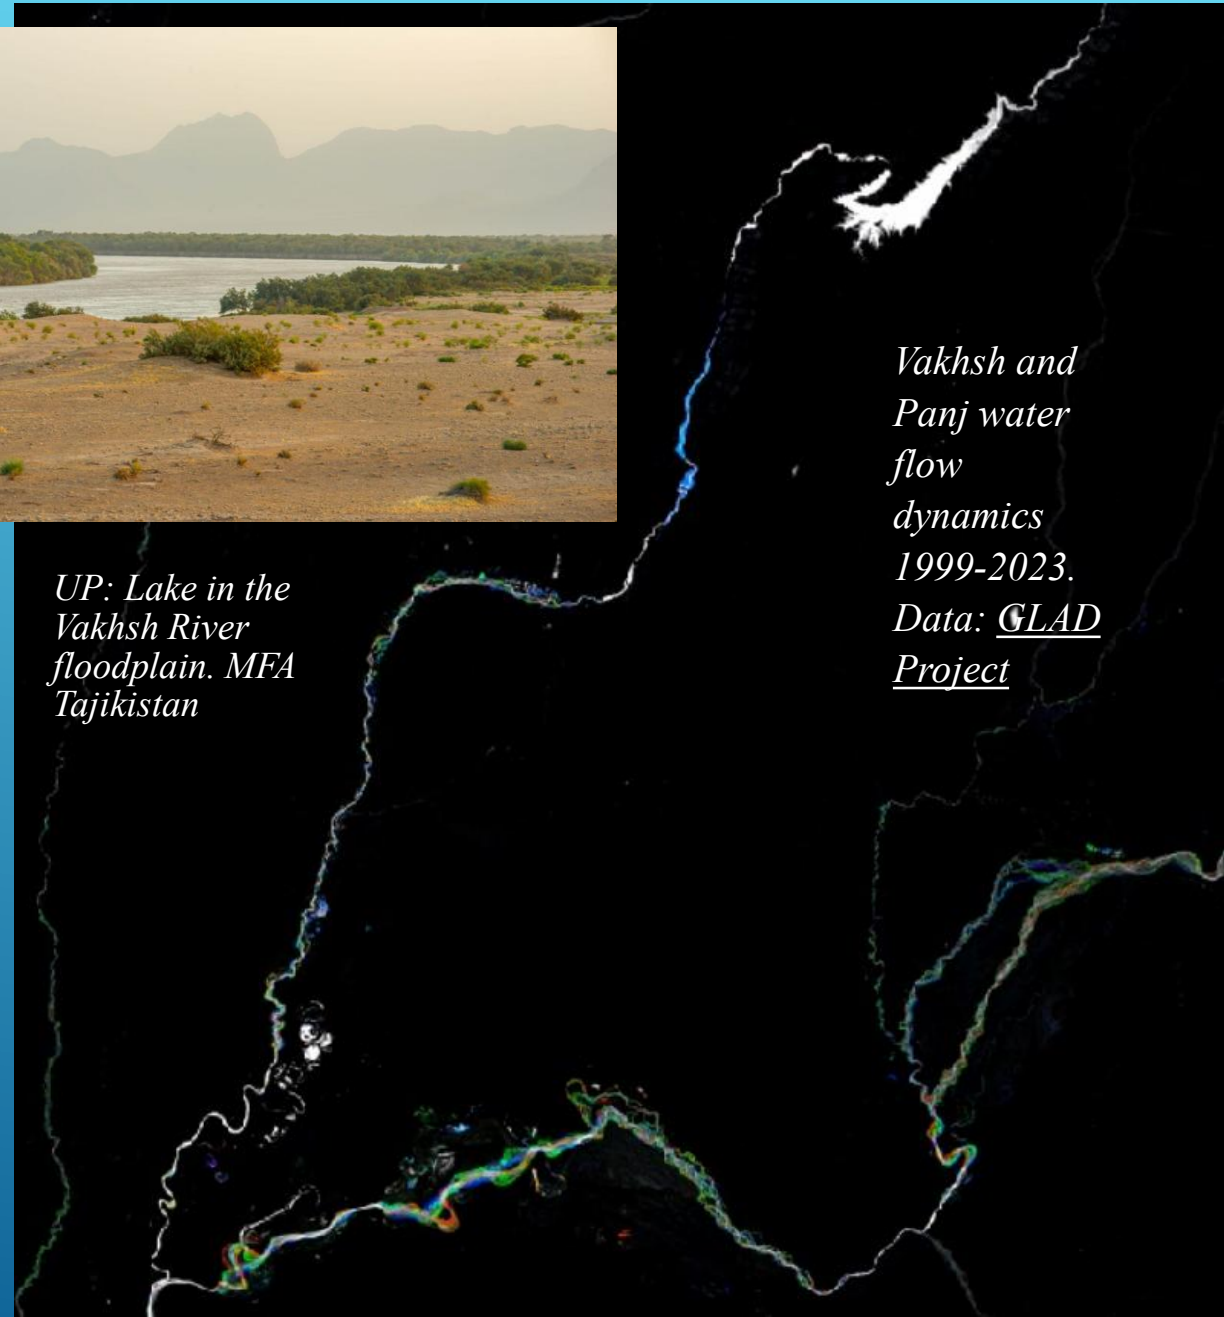 UP: Lake in the
Vakhsh River
floodplain. MFA
Tajikistan
Vakhsh and
Panj water
flow
dynamics
1999-2023.
Data: GLAD
Project